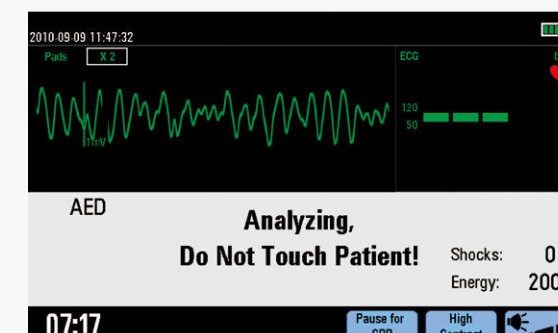 2010-09-09 11:47:32
Pads X 2
ECG
120
50
1mV
AED
Analyzing,
Do Not Touch Patient!
Shocks: 0
Energy: 200
07:17
Pause for
High